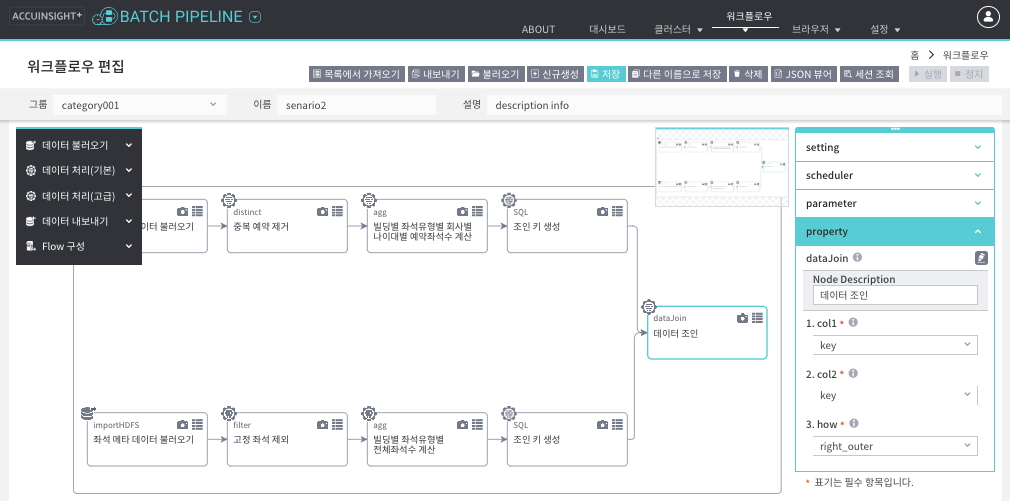 ACCUINSIGHT+
BATCH PIPELINE
ABOUT 대시보드 클러스터 워크플로우 브라우저 설정
홈 > 워크플로우
워크플로우 편집
목록에서 가져오기 내보내기 불러오기 신규생성 저장 다른 이름으로 저장 삭제 JSON 뷰어 세션 조회 실행 정지
그룹 category001 이름 senario2 설명 description info
데이터 불러오기
데이터 처리(기본)
데이터 처리(고급)
데이터 내보내기
Flow 구성
이터 불러오기
distinct
중복 예약 제거
agg
빌딩별 좌석유형별 회사별
나이대별 예약좌석수 계산
SQL
조인 키 생성
dataJoin
데이터 조인
importHDFS
좌석 메타 데이터 불러오기
filter
고정 좌석 제외
agg
빌딩별 좌석유형별
전체좌석수 계산
SQL
조인 키 생성
setting
scheduler
parameter
property
dataJoin
Node Description
데이터 조인
1. col1 *
key
2. col2 *
key
3. how *
right_outer
* 표기는 필수 항목입니다.